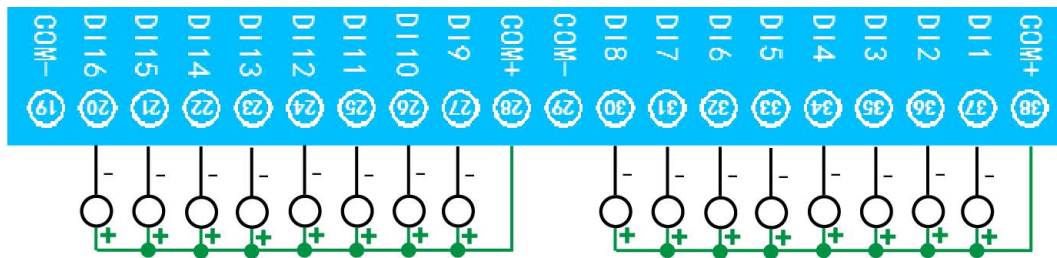 COM- DI16 DI15 DI14 DI13 DI12 DI11 DI10 DI9 COM+ COM- DI8 DI7 DI6 DI5 DI4 DI3 DI2 DI1 COM+
19 20 21 22 23 24 25 26 27 28 29 30 31 32 33 34 35 36 37 38
- - - - - - - - - - - - - - - -
+ + + + + + + + + + + + + + + +